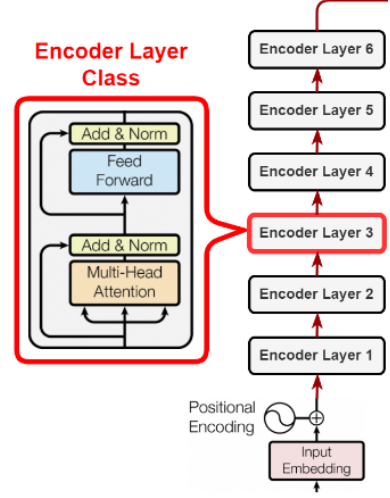 Encoder Layer
Class
Add & Norm
Feed
Forward
Add & Norm
Multi-Head
Attention
Encoder Layer 6
Encoder Layer 5
Encoder Layer 4
Encoder Layer 3
Encoder Layer 2
Encoder Layer 1
Positional
Encoding
Input
Embedding